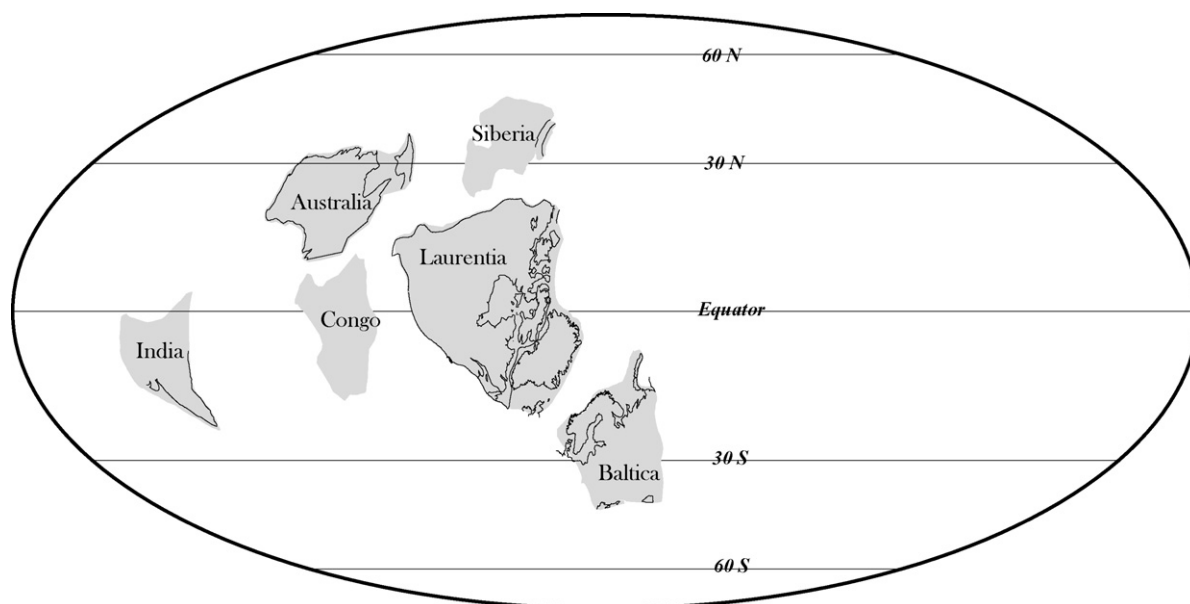 60 N
Siberia
30 N
Australia
Laurentia
Equator
Congo
India
30 S
Baltica
60 S